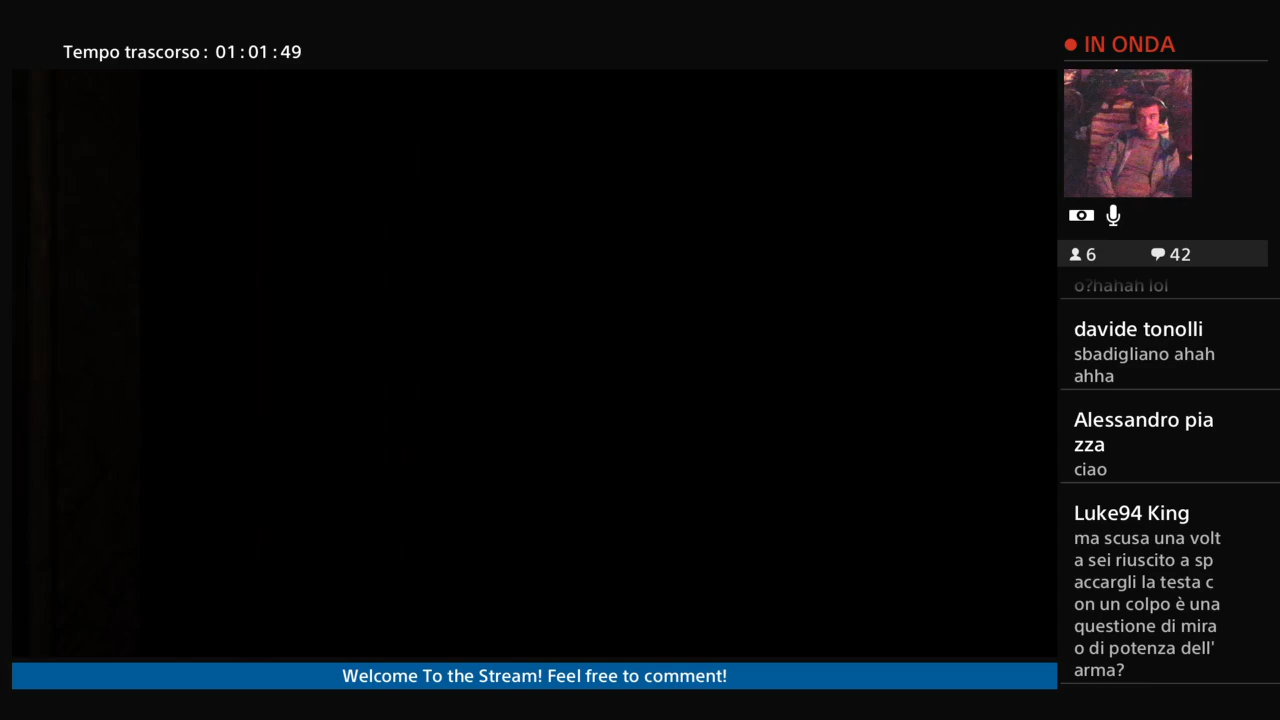 Tempo trascorso: 01:01:49
IN ONDA
6 42
o?hahah lol
davide tonolli
sbadigliano ahah
ahha
Alessandro pia
zza
ciao
Luke94 King
ma scusa una volt
a sei riuscito a sp
accargli la testa c
on un colpo è una
questione di mira
o di potenza dell'
arma?
Welcome To the Stream! Feel free to comment!